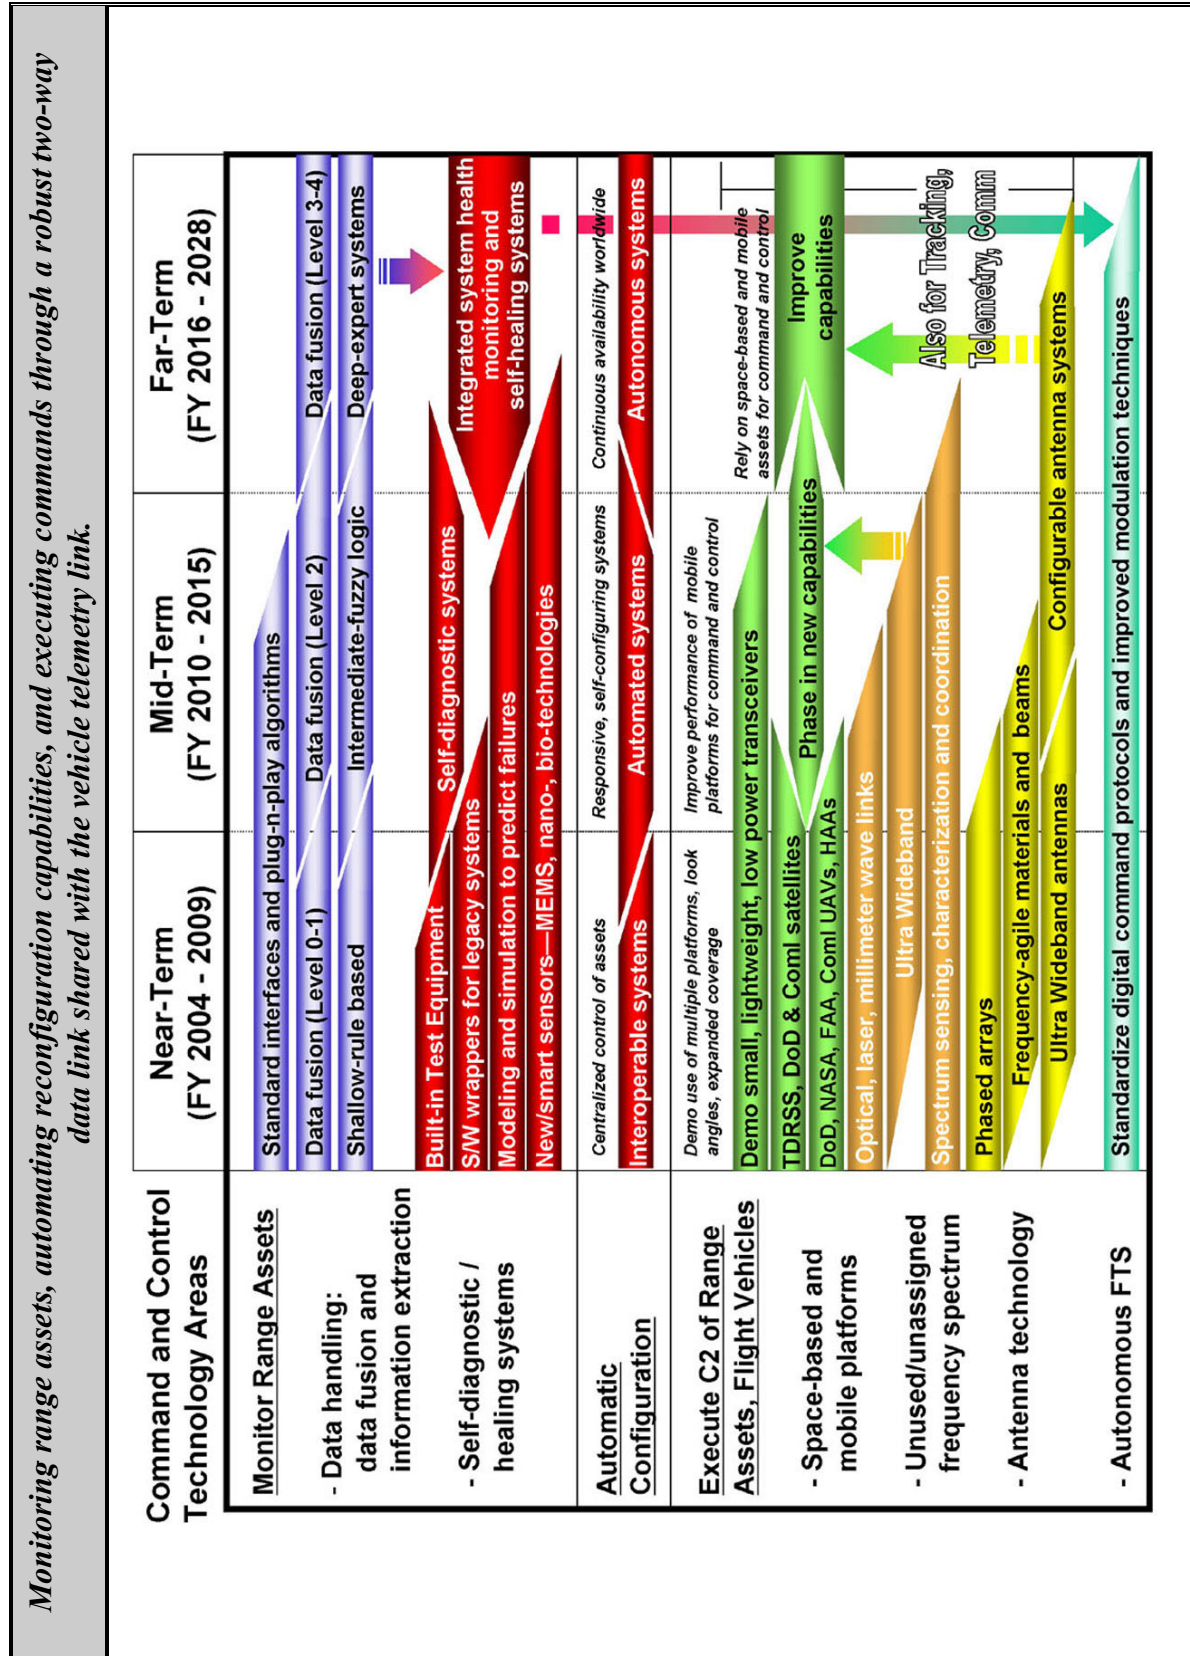 Monitoring range assets, automating reconfiguration capabilities, and executing commands through a robust two-way
data link shared with the vehicle telemetry link.
Command and Control
Technology Areas
Near-Term
(FY 2004 - 2009)
Mid-Term
(FY 2010 - 2015)
Far-Term
(FY 2016 - 2028)
Monitor Range Assets
Standard interfaces and plug-n-play algorithms
- Data handling:
data fusion and
information extraction
Data fusion (Level 0-1)
Data fusion (Level 2)
Data fusion (Level 3-4)
Shallow-rule based
Intermediate-fuzzy logic
Deep-expert systems
- Self-diagnostic /
healing systems
Built-in Test Equipment
Self-diagnostic systems
Integrated system health
monitoring and
self-healing systems
S/W wrappers for legacy systems
Modeling and simulation to predict failures
New/smart sensors—MEMS, nano-, bio-technologies
Automatic
Configuration
Centralized control of assets
Responsive, self-configuring systems
Continuous availability worldwide
Interoperable systems
Automated systems
Autonomous systems
Execute C2 of Range
Assets, Flight Vehicles
Demo use of multiple platforms, look
angles, expanded coverage
Improve performance of mobile
platforms for command and control
Rely on space-based and mobile
assets for command and control
Demo small, lightweight, low power transceivers
- Space-based and
mobile platforms
TDRSS, DoD & Coml satellites
Phase in new capabilities
Improve
capabilities
DoD, NASA, FAA, Coml UAVs, HAAs
- Unused/unassigned
frequency spectrum
Optical, laser, millimeter wave links
Ultra Wideband
Spectrum sensing, characterization and coordination
Also for Tracking,
Telemetry, Comm
- Antenna technology
Phased arrays
Frequency-agile materials and beams
Ultra Wideband antennas
Configurable antenna systems
- Autonomous FTS
Standardize digital command protocols and improved modulation techniques